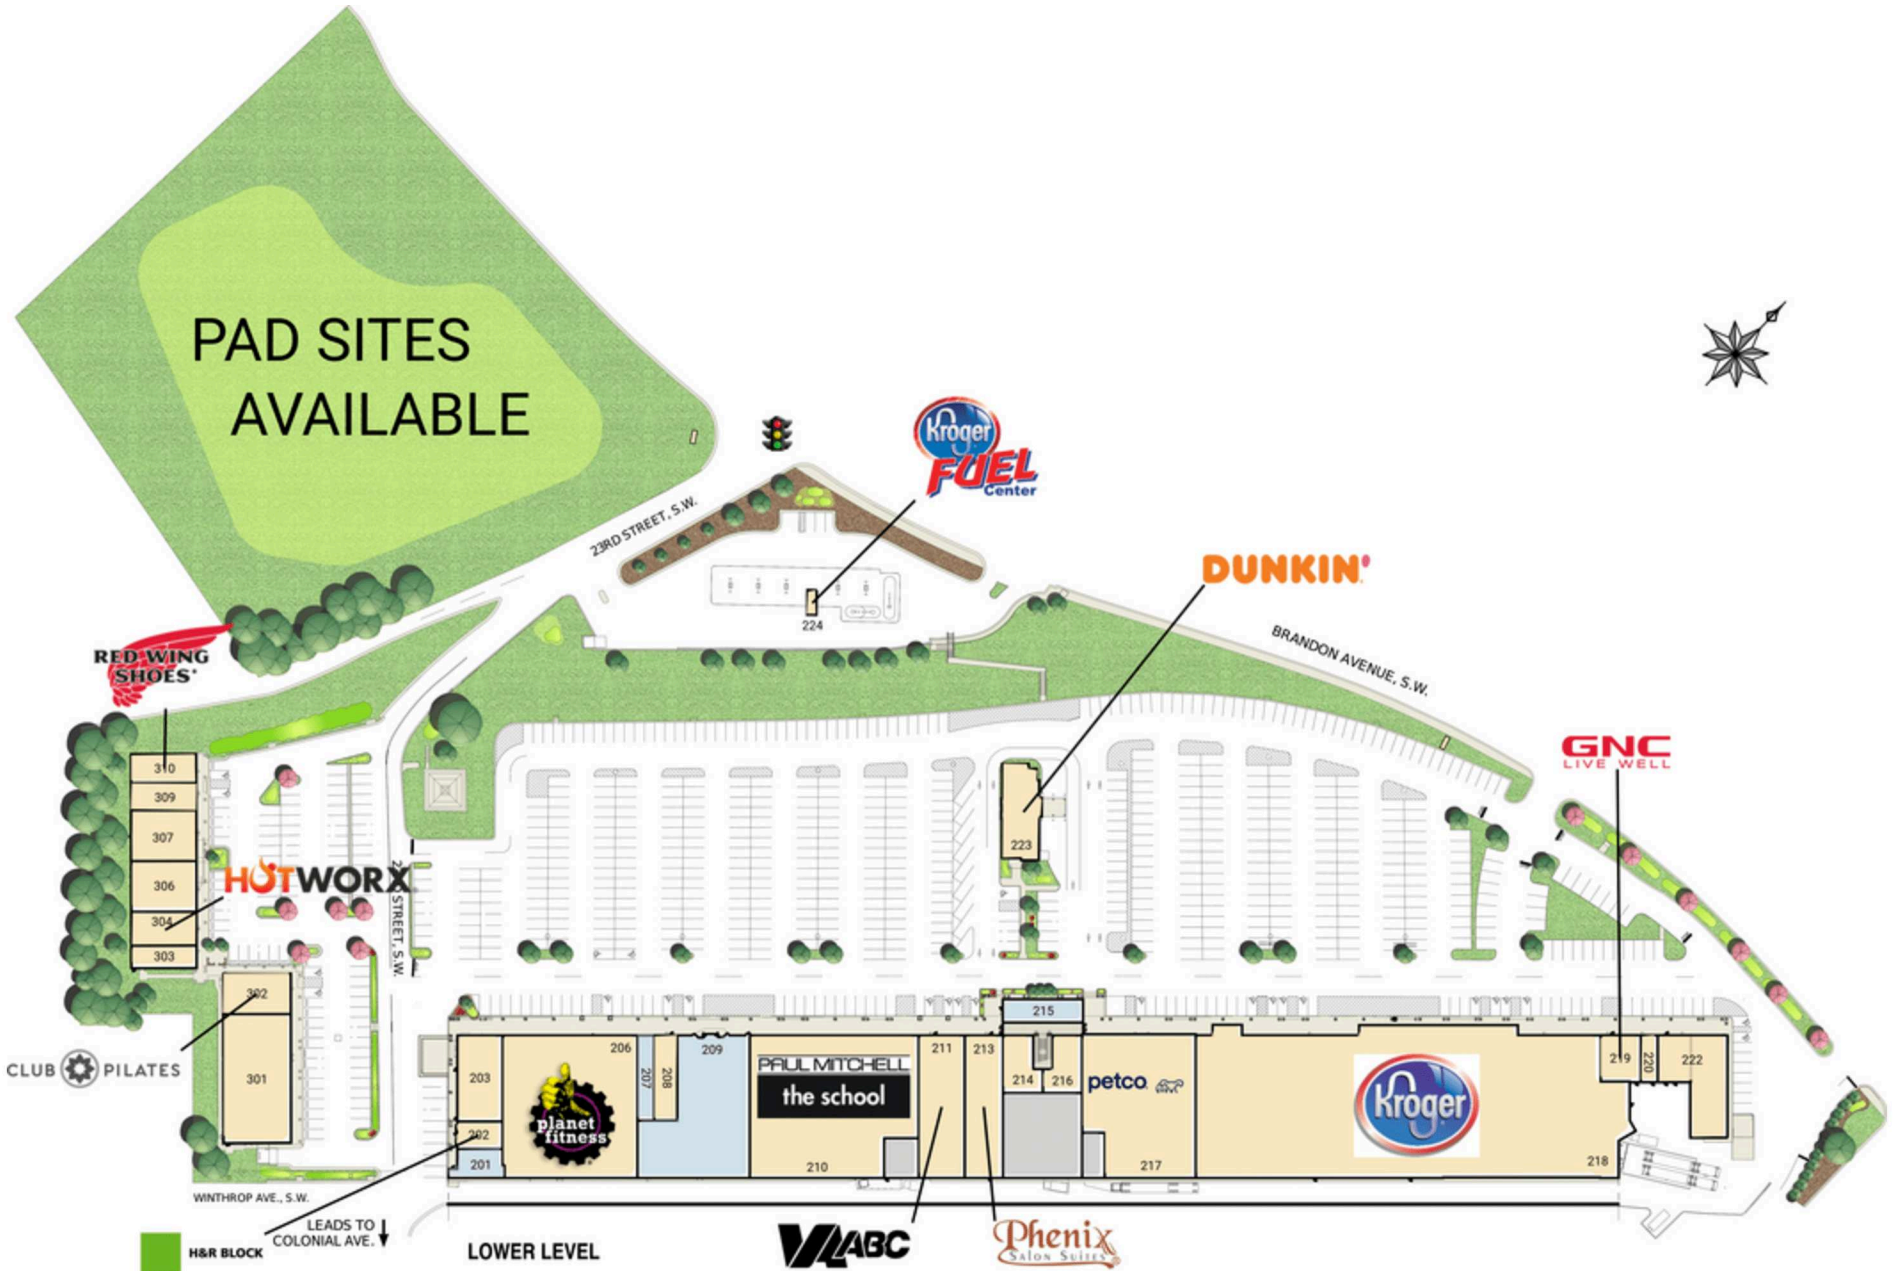 PAD SITES
AVAILABLE
Kroger
FUEL
Center
23RD STREET, S.W.
224
DUNKIN'
BRANDON AVENUE, S.W.
RED WING
SHOES
GNC
LIVE WELL
310
309
307
306
304
303
HOTWORX
STREET, S.W.
223
302
301
CLUB PILATES
WINTHROP AVE., S.W.
LEADS TO
COLONIAL AVE.
H&R BLOCK
203
202
201
206
planet
fitness
207
208
209
PAUL MITCHELL
the school
210
211
213
215
214
216
petco
217
Kroger
218
219
220
222
LOWER LEVEL
VA ABC
Phenix
SALON SUITES